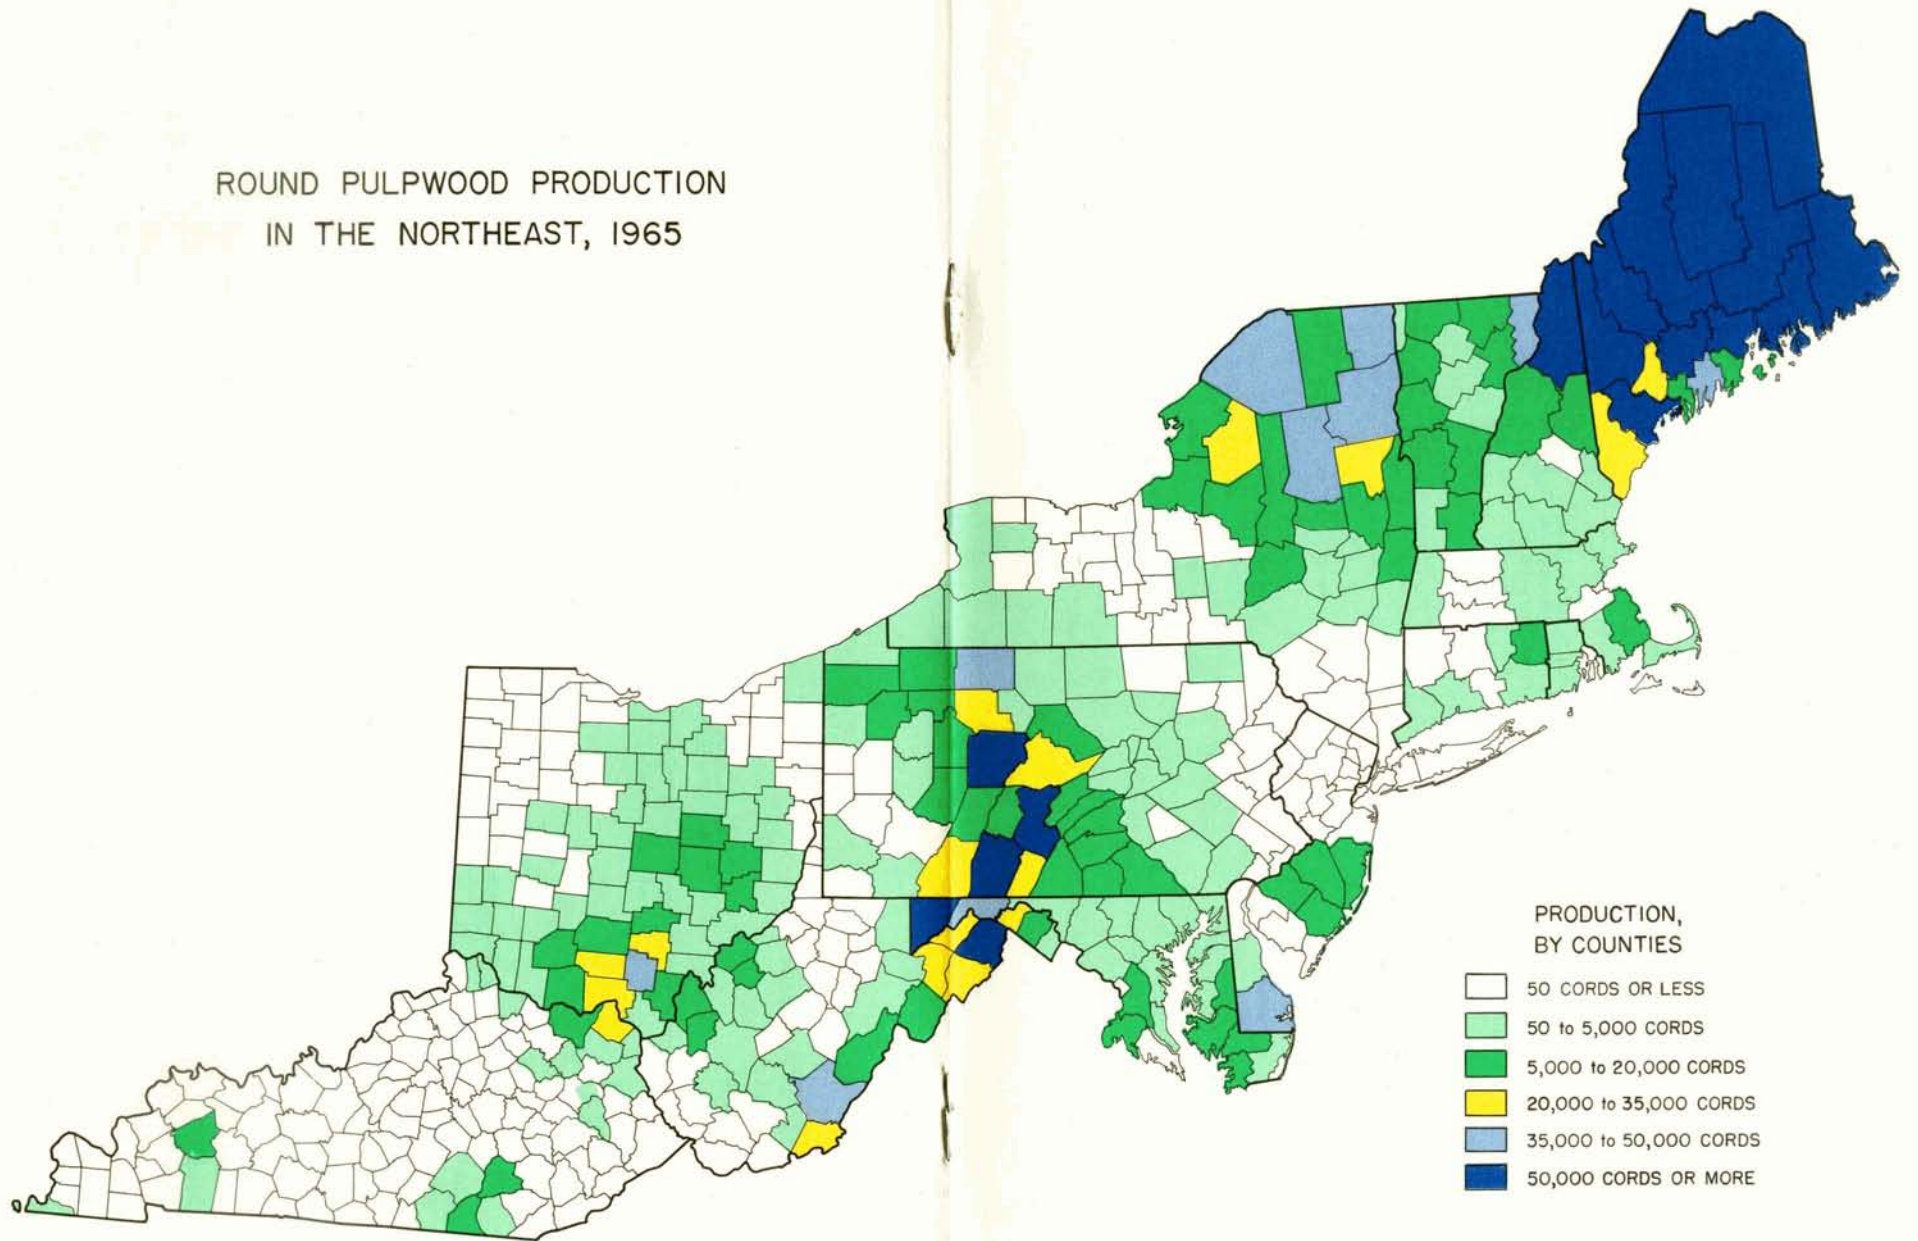 ROUND PULPWOOD PRODUCTION
IN THE NORTHEAST, 1965
PRODUCTION,
BY COUNTIES
50 CORDS OR LESS
50 to 5,000 CORDS
5,000 to 20,000 CORDS
20,000 to 35,000 CORDS
35,000 to 50,000 CORDS
50,000 CORDS OR MORE